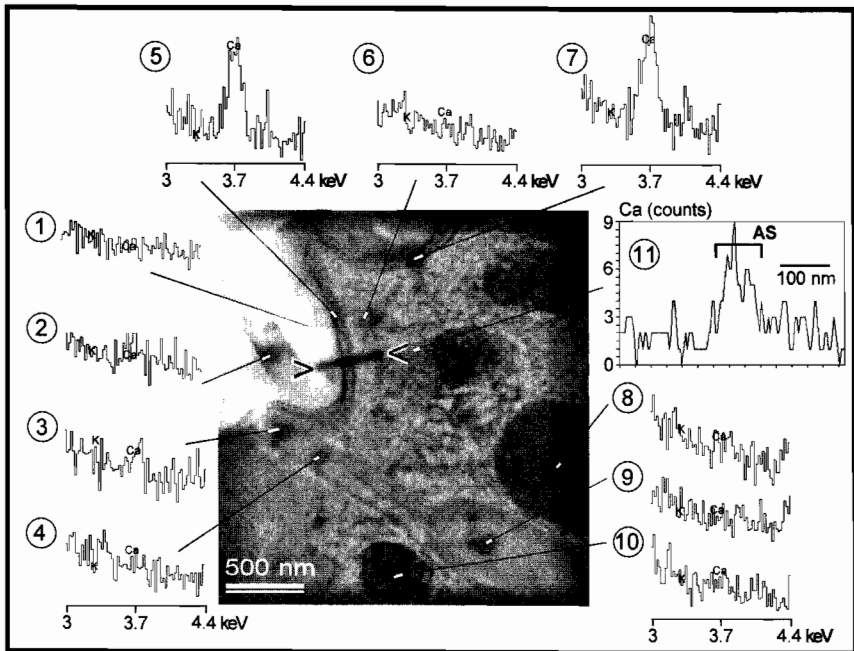 5
Ca
K
3 3.7 4.4 keV
6
Ca
K
3 3.7 4.4 keV
7
Ca
K
3 3.7 4.4 keV
1
K Ca
2
K Ca
3
K Ca
4
Ca
K
3 3.7 4.4 keV
> <
500 nm
Ca (counts)
9
6
3
0
AS
11
100 nm
8
K Ca
9
K Ca
10
K Ca
3 3.7 4.4 keV